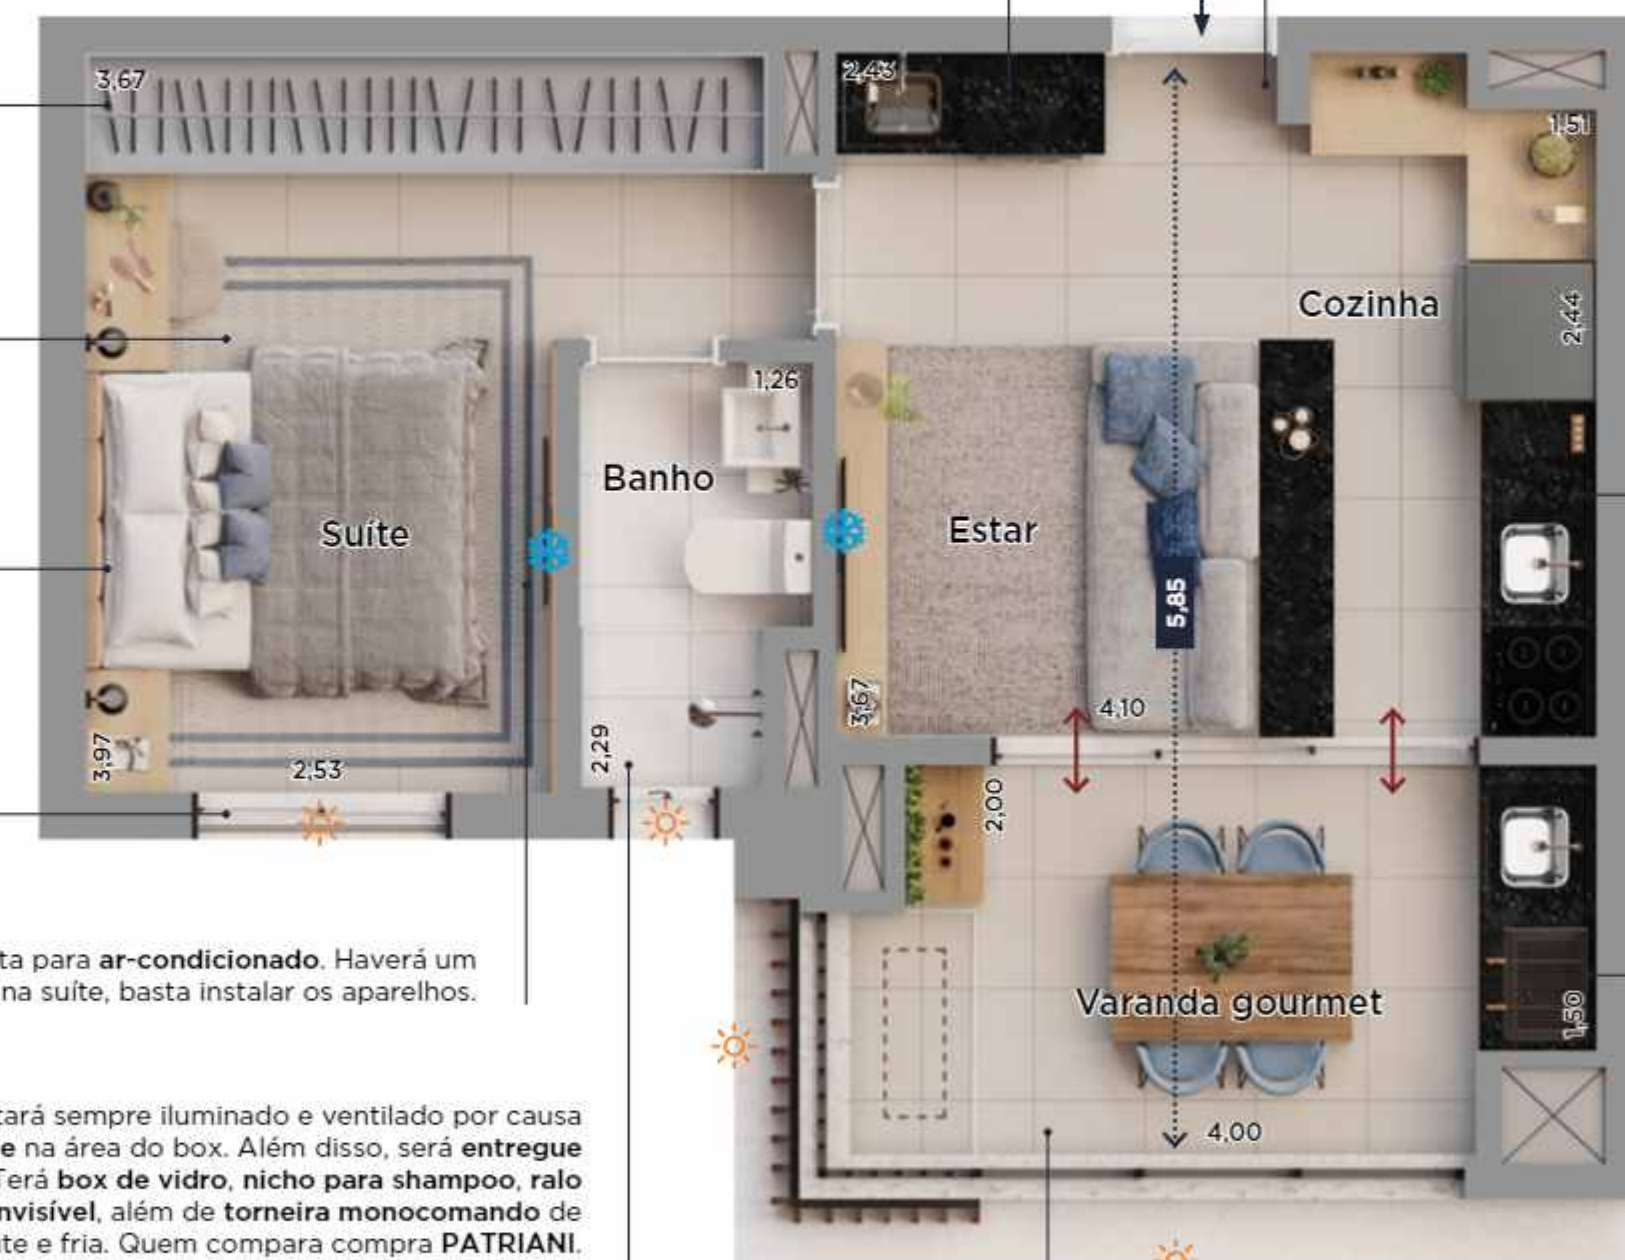 3,67
2,43
1,51
Cozinha
2,44
1,26
Banho
Suíte
Estar
5,85
3,67
4,10
3,97
2,53
2,29
2,00
Varanda gourmet
1,50
4,00
ta para ar-condicionado. Haverá um
na suíte, basta instalar os aparelhos.
tará sempre iluminado e ventilado por causa
e na área do box. Além disso, será entregue
Terá box de vidro, nicho para shampoo, ralo
nvisível, além de torneira monocomando de
te e fria. Quem compara compra PATRIANI.